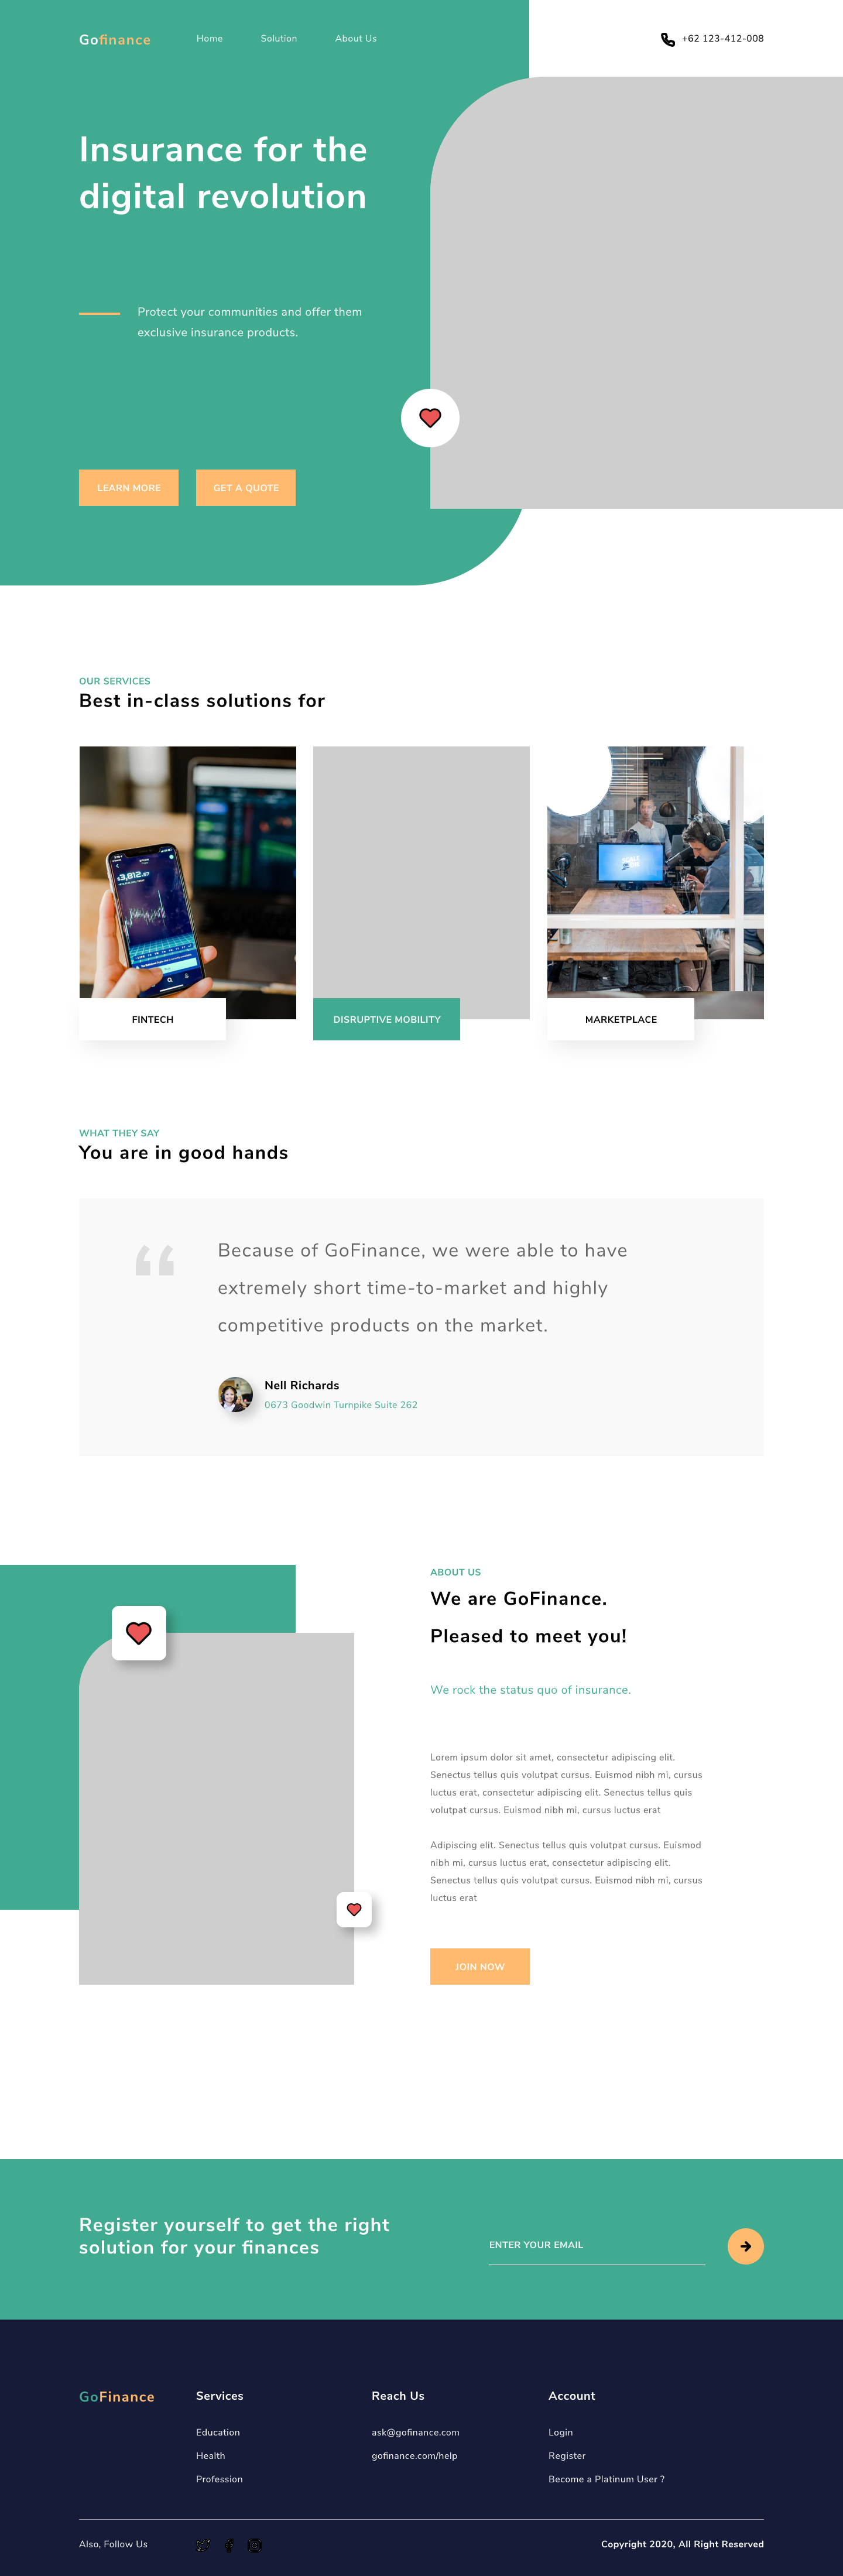 Gofinance
Home
Solution
About Us
+62 123-412-008
Insurance for the
digital revolution
Protect your communities and offer them
exclusive insurance products.
LEARN MORE
GET A QUOTE
OUR SERVICES
Best in-class solutions for
3,812
FINTECH
DISRUPTIVE MOBILITY
MARKETPLACE
WHAT THEY SAY
You are in good hands
“
Because of GoFinance, we were able to have
extremely short time-to-market and highly
competitive products on the market.
Nell Richards
0673 Goodwin Turnpike Suite 262
ABOUT US
We are GoFinance.
Pleased to meet you!
We rock the status quo of insurance.
Lorem ipsum dolor sit amet, consectetur adipiscing elit.
Senectus tellus quis volutpat cursus. Euismod nibh mi, cursus
luctus erat, consectetur adipiscing elit. Senectus tellus quis
volutpat cursus. Euismod nibh mi, cursus luctus erat
Adipiscing elit. Senectus tellus quis volutpat cursus. Euismod
nibh mi, cursus luctus erat, consectetur adipiscing elit.
Senectus tellus quis volutpat cursus. Euismod nibh mi, cursus
luctus erat
JOIN NOW
Register yourself to get the right
solution for your finances
ENTER YOUR EMAIL
GoFinance
Services
Education
Health
Profession
Reach Us
ask@gofinance.com
gofinance.com/help
Account
Login
Register
Become a Platinum User ?
Also, Follow Us
Copyright 2020, All Right Reserved